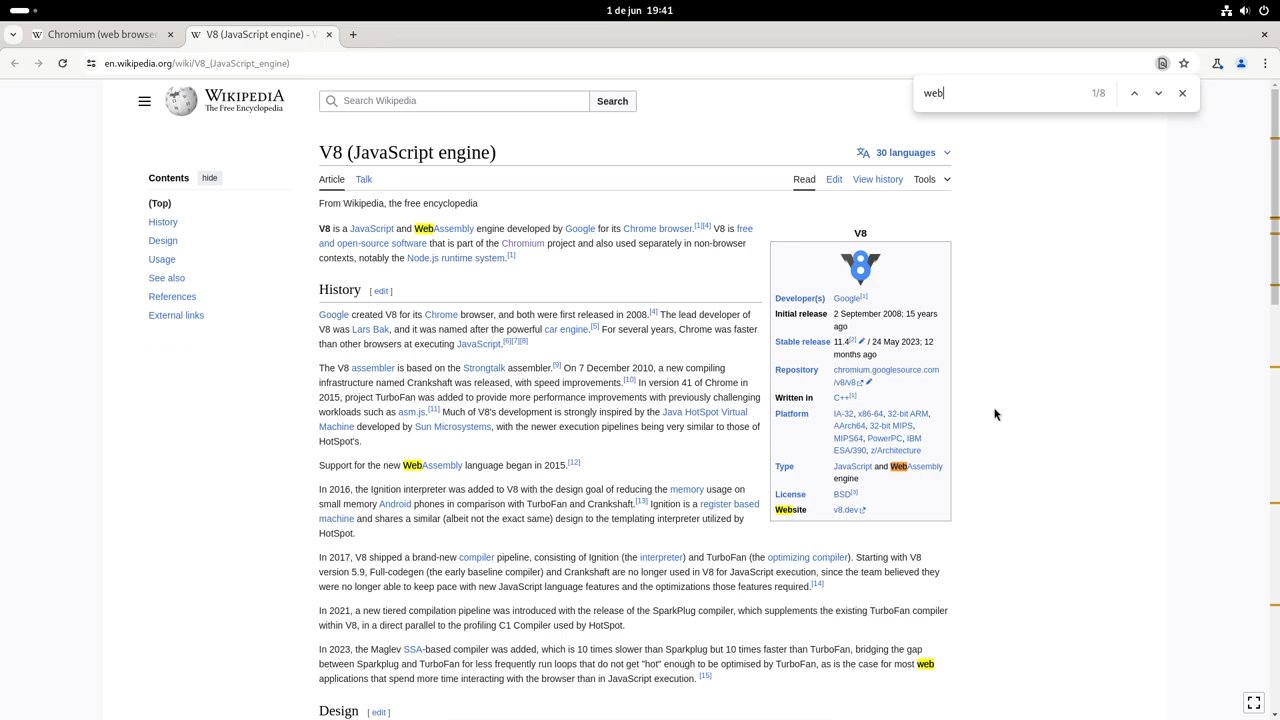 1 de jun  19:41
Chromium (web browse
V8 (JavaScript engine) - W
en.wikipedia.org/wiki/V8_(JavaScript_engine)
web
1/8
WIKIPEDIA
The Free Encyclopedia
Search Wikipedia
Search
Contents hide
(Top)
History
Design
Usage
See also
References
External links
V8 (JavaScript engine)
30 languages
Article Talk
Read Edit View history Tools
From Wikipedia, the free encyclopedia
V8 is a JavaScript and WebAssembly engine developed by Google for its Chrome browser.[1][4] V8 is free
and open-source software that is part of the Chromium project and also used separately in non-browser
contexts, notably the Node.js runtime system.[1]
V8
Developer(s) Google[1]
Initial release 2 September 2008; 15 years
ago
Stable release 11.4[2] / 24 May 2023; 12
months ago
Repository chromium.googlesource.com
/v8/v8
Written in C++[1]
Platform IA-32, x86-64, 32-bit ARM,
AArch64, 32-bit MIPS,
MIPS64, PowerPC, IBM
ESA/390, z/Architecture
Type JavaScript and WebAssembly
engine
License BSD[3]
Website v8.dev
History [ edit ]
Google created V8 for its Chrome browser, and both were first released in 2008.[4] The lead developer of
V8 was Lars Bak, and it was named after the powerful car engine.[5] For several years, Chrome was faster
than other browsers at executing JavaScript.[6][7][8]
The V8 assembler is based on the Strongtalk assembler.[9] On 7 December 2010, a new compiling
infrastructure named Crankshaft was released, with speed improvements.[10] In version 41 of Chrome in
2015, project TurboFan was added to provide more performance improvements with previously challenging
workloads such as asm.js.[11] Much of V8's development is strongly inspired by the Java HotSpot Virtual
Machine developed by Sun Microsystems, with the newer execution pipelines being very similar to those of
HotSpot's.
Support for the new WebAssembly language began in 2015.[12]
In 2016, the Ignition interpreter was added to V8 with the design goal of reducing the memory usage on
small memory Android phones in comparison with TurboFan and Crankshaft.[13] Ignition is a register based
machine and shares a similar (albeit not the exact same) design to the templating interpreter utilized by
HotSpot.
In 2017, V8 shipped a brand-new compiler pipeline, consisting of Ignition (the interpreter) and TurboFan (the optimizing compiler). Starting with V8
version 5.9, Full-codegen (the early baseline compiler) and Crankshaft are no longer used in V8 for JavaScript execution, since the team believed they
were no longer able to keep pace with new JavaScript language features and the optimizations those features required.[14]
In 2021, a new tiered compilation pipeline was introduced with the release of the SparkPlug compiler, which supplements the existing TurboFan compiler
within V8, in a direct parallel to the profiling C1 Compiler used by HotSpot.
In 2023, the Maglev SSA-based compiler was added, which is 10 times slower than Sparkplug but 10 times faster than TurboFan, bridging the gap
between Sparkplug and TurboFan for less frequently run loops that do not get "hot" enough to be optimised by TurboFan, as is the case for most web
applications that spend more time interacting with the browser than in JavaScript execution. [15]
Design [ edit ]